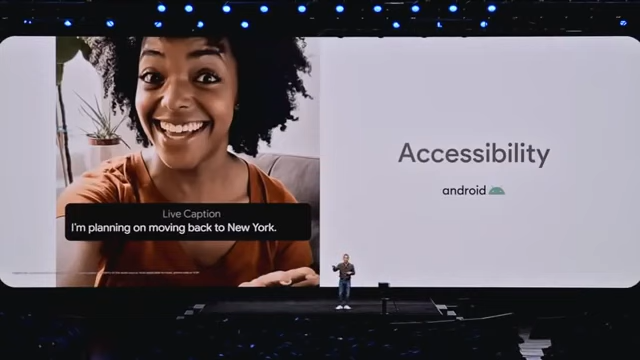 Live Caption
I'm planning on moving back to New York.
Accessibility
android